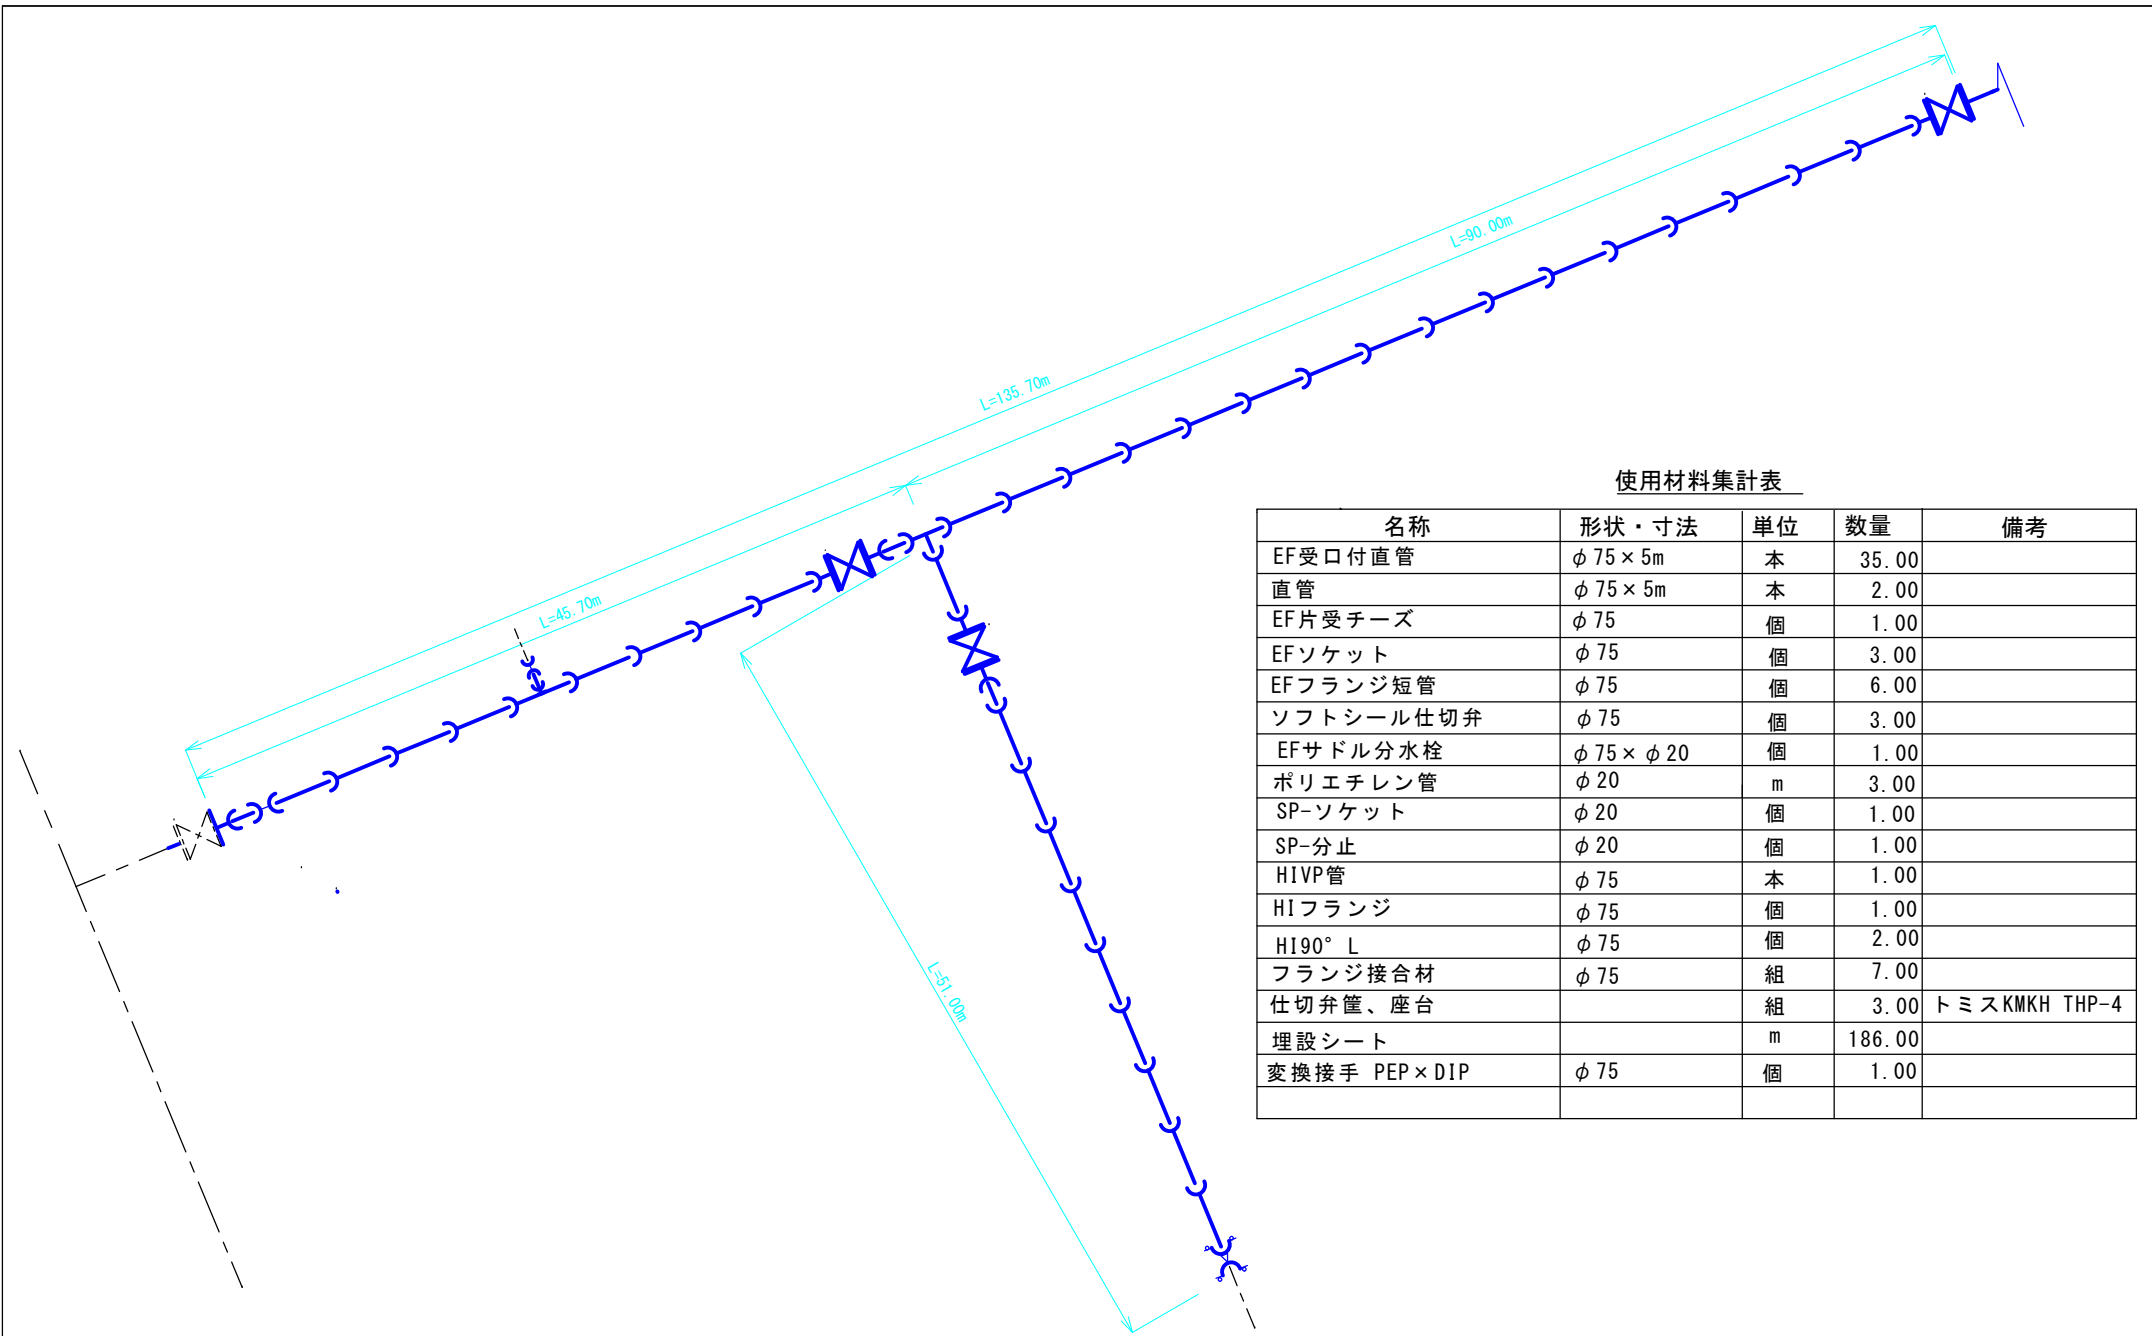 L=90.00m
L=135.70m
L=45.70m
L=51.00m
使用材料集計表
名称 形状・寸法 単位 数量 備考
EF受口付直管 φ75×5m 本 35.00
直管 φ75×5m 本 2.00
EF片受チーズ φ75 個 1.00
EFソケット φ75 個 3.00
EFフランジ短管 φ75 個 6.00
ソフトシール仕切弁 φ75 個 3.00
EFサドル分水栓 φ75×φ20 個 1.00
ポリエチレン管 φ20 m 3.00
SP-ソケット φ20 個 1.00
SP-分止 φ20 個 1.00
HIVP管 φ75 本 1.00
HIフランジ φ75 個 1.00
HI90° L φ75 個 2.00
フランジ接合材 φ75 組 7.00
仕切弁筐、座台 組 3.00 トミスKMKH THP-4
埋設シート m 186.00
変換接手 PEP×DIP φ75 個 1.00